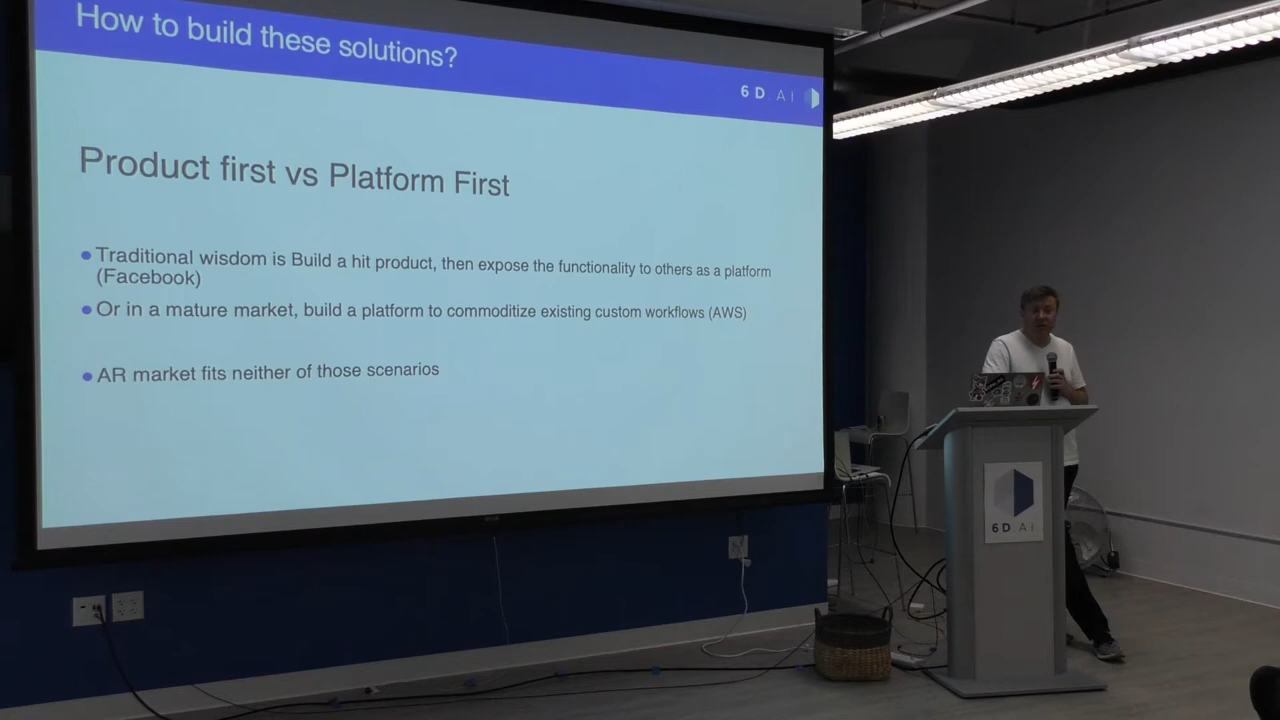 How to build these solutions?
6D.AI
Product first vs Platform First
Traditional wisdom is Build a hit product, then expose the functionality to others as a platform
(Facebook)
Or in a mature market, build a platform to commoditize existing custom workflows (AWS)
AR market fits neither of those scenarios
6D.AI